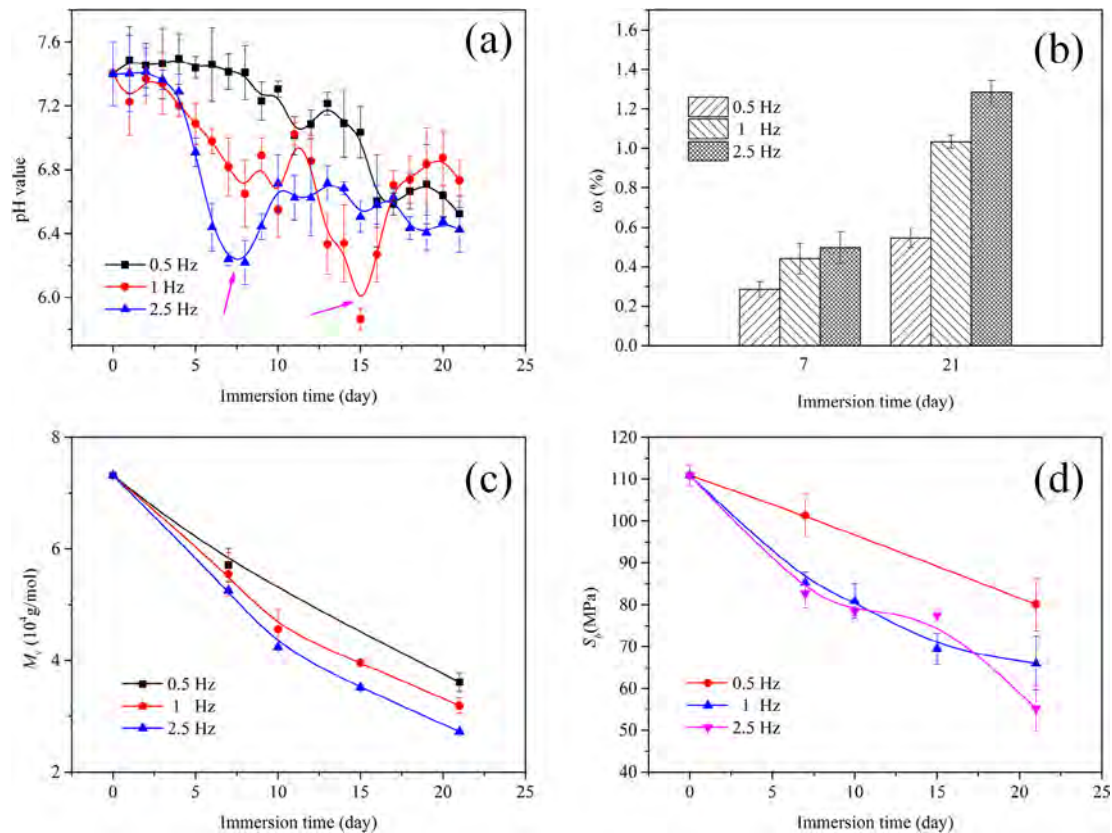 (a)
7.6
7.2
6.8
6.4
6.0
pH value
0.5 Hz
1 Hz
2.5 Hz
0 5 10 15 20 25
Immersion time (day)
(b)
1.6
1.4
1.2
1.0
0.8
0.6
0.4
0.2
0.0
ω (%)
0.5 Hz
1 Hz
2.5 Hz
7 21
Immersion time (day)
(c)
8
6
4
2
Mᵥ (10⁴g/mol)
0.5 Hz
1 Hz
2.5 Hz
0 5 10 15 20 25
Immersion time (day)
(d)
120
110
100
90
80
70
60
50
40
S_b(MPa)
0.5 Hz
1 Hz
2.5 Hz
0 5 10 15 20 25
Immersion time (day)